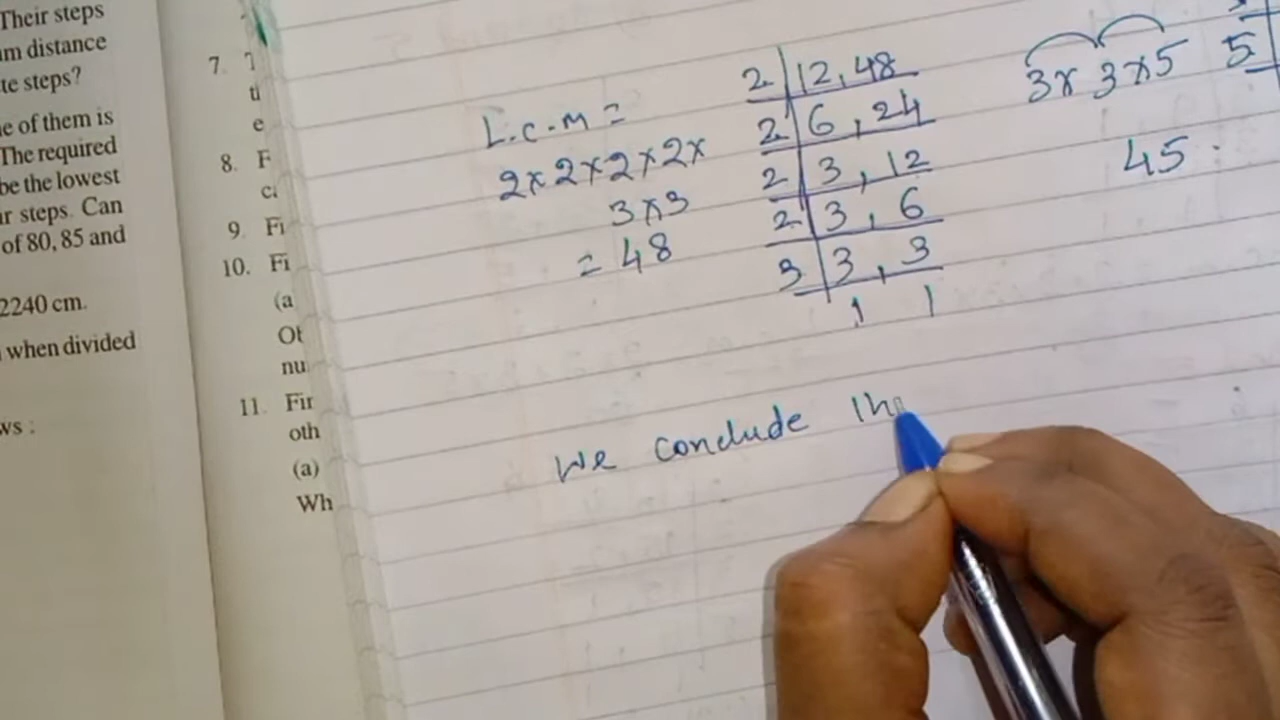 Their steps
um distance
te steps?
e of them is
The required
be the lowest
ir steps. Can
of 80, 85 and
2240 cm.
when divided
ws :
7.
8. F
9. Fi
10. Fi
(a
Ot
nu
11. Fir
oth
(a)
Wh
L.C.M =
2×2×2×2×
3×3
= 48
2 12, 48
2 6, 24
2 3, 12
2 3, 6
3 3, 3
1 1
3× 3×5
45
5
We conclude tha